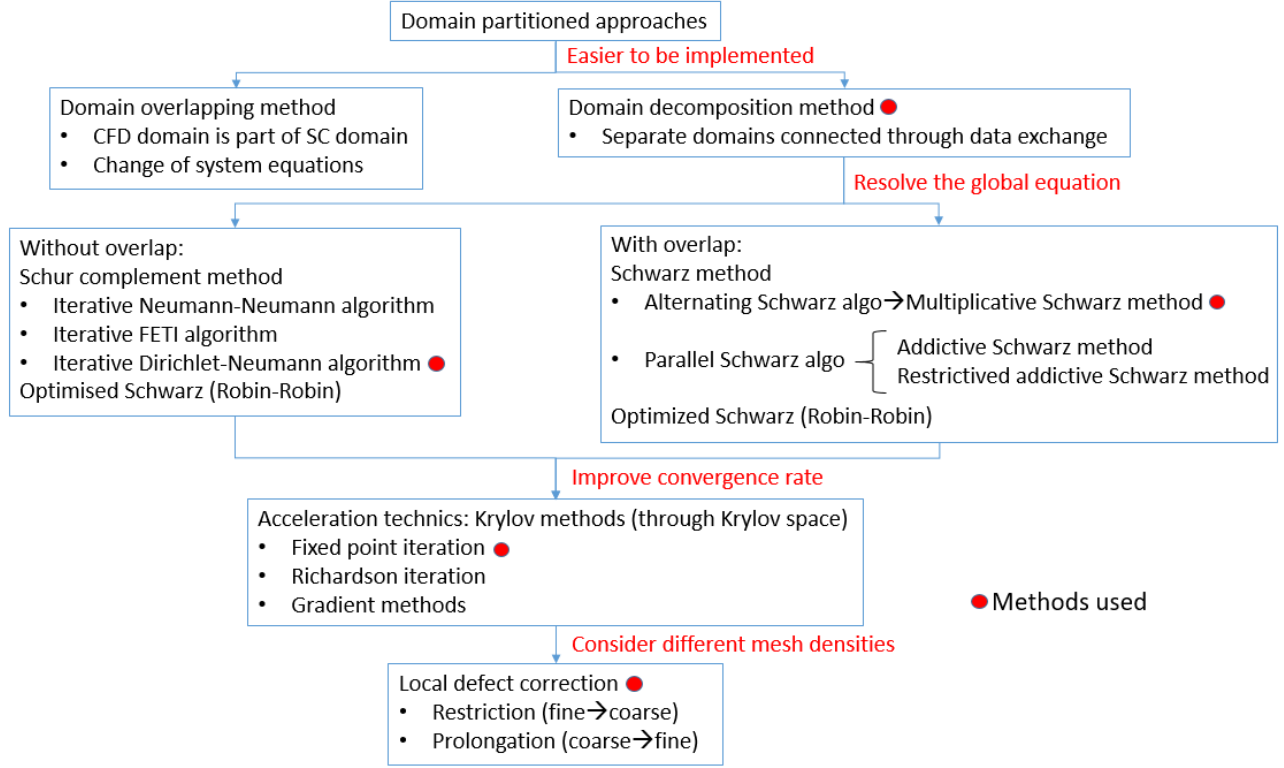 Domain partitioned approaches
Easier to be implemented
Domain overlapping method
• CFD domain is part of SC domain
• Change of system equations
Domain decomposition method
• Separate domains connected through data exchange
Resolve the global equation
Without overlap:
Schur complement method
• Iterative Neumann-Neumann algorithm
• Iterative FETI algorithm
• Iterative Dirichlet-Neumann algorithm
Optimised Schwarz (Robin-Robin)
With overlap:
Schwarz method
• Alternating Schwarz algo→Multiplicative Schwarz method
• Parallel Schwarz algo
Addictive Schwarz method
Restrictived addictive Schwarz method
Optimized Schwarz (Robin-Robin)
Improve convergence rate
Acceleration technics: Krylov methods (through Krylov space)
• Fixed point iteration
• Richardson iteration
• Gradient methods
Methods used
Consider different mesh densities
Local defect correction
• Restriction (fine→coarse)
• Prolongation (coarse→fine)